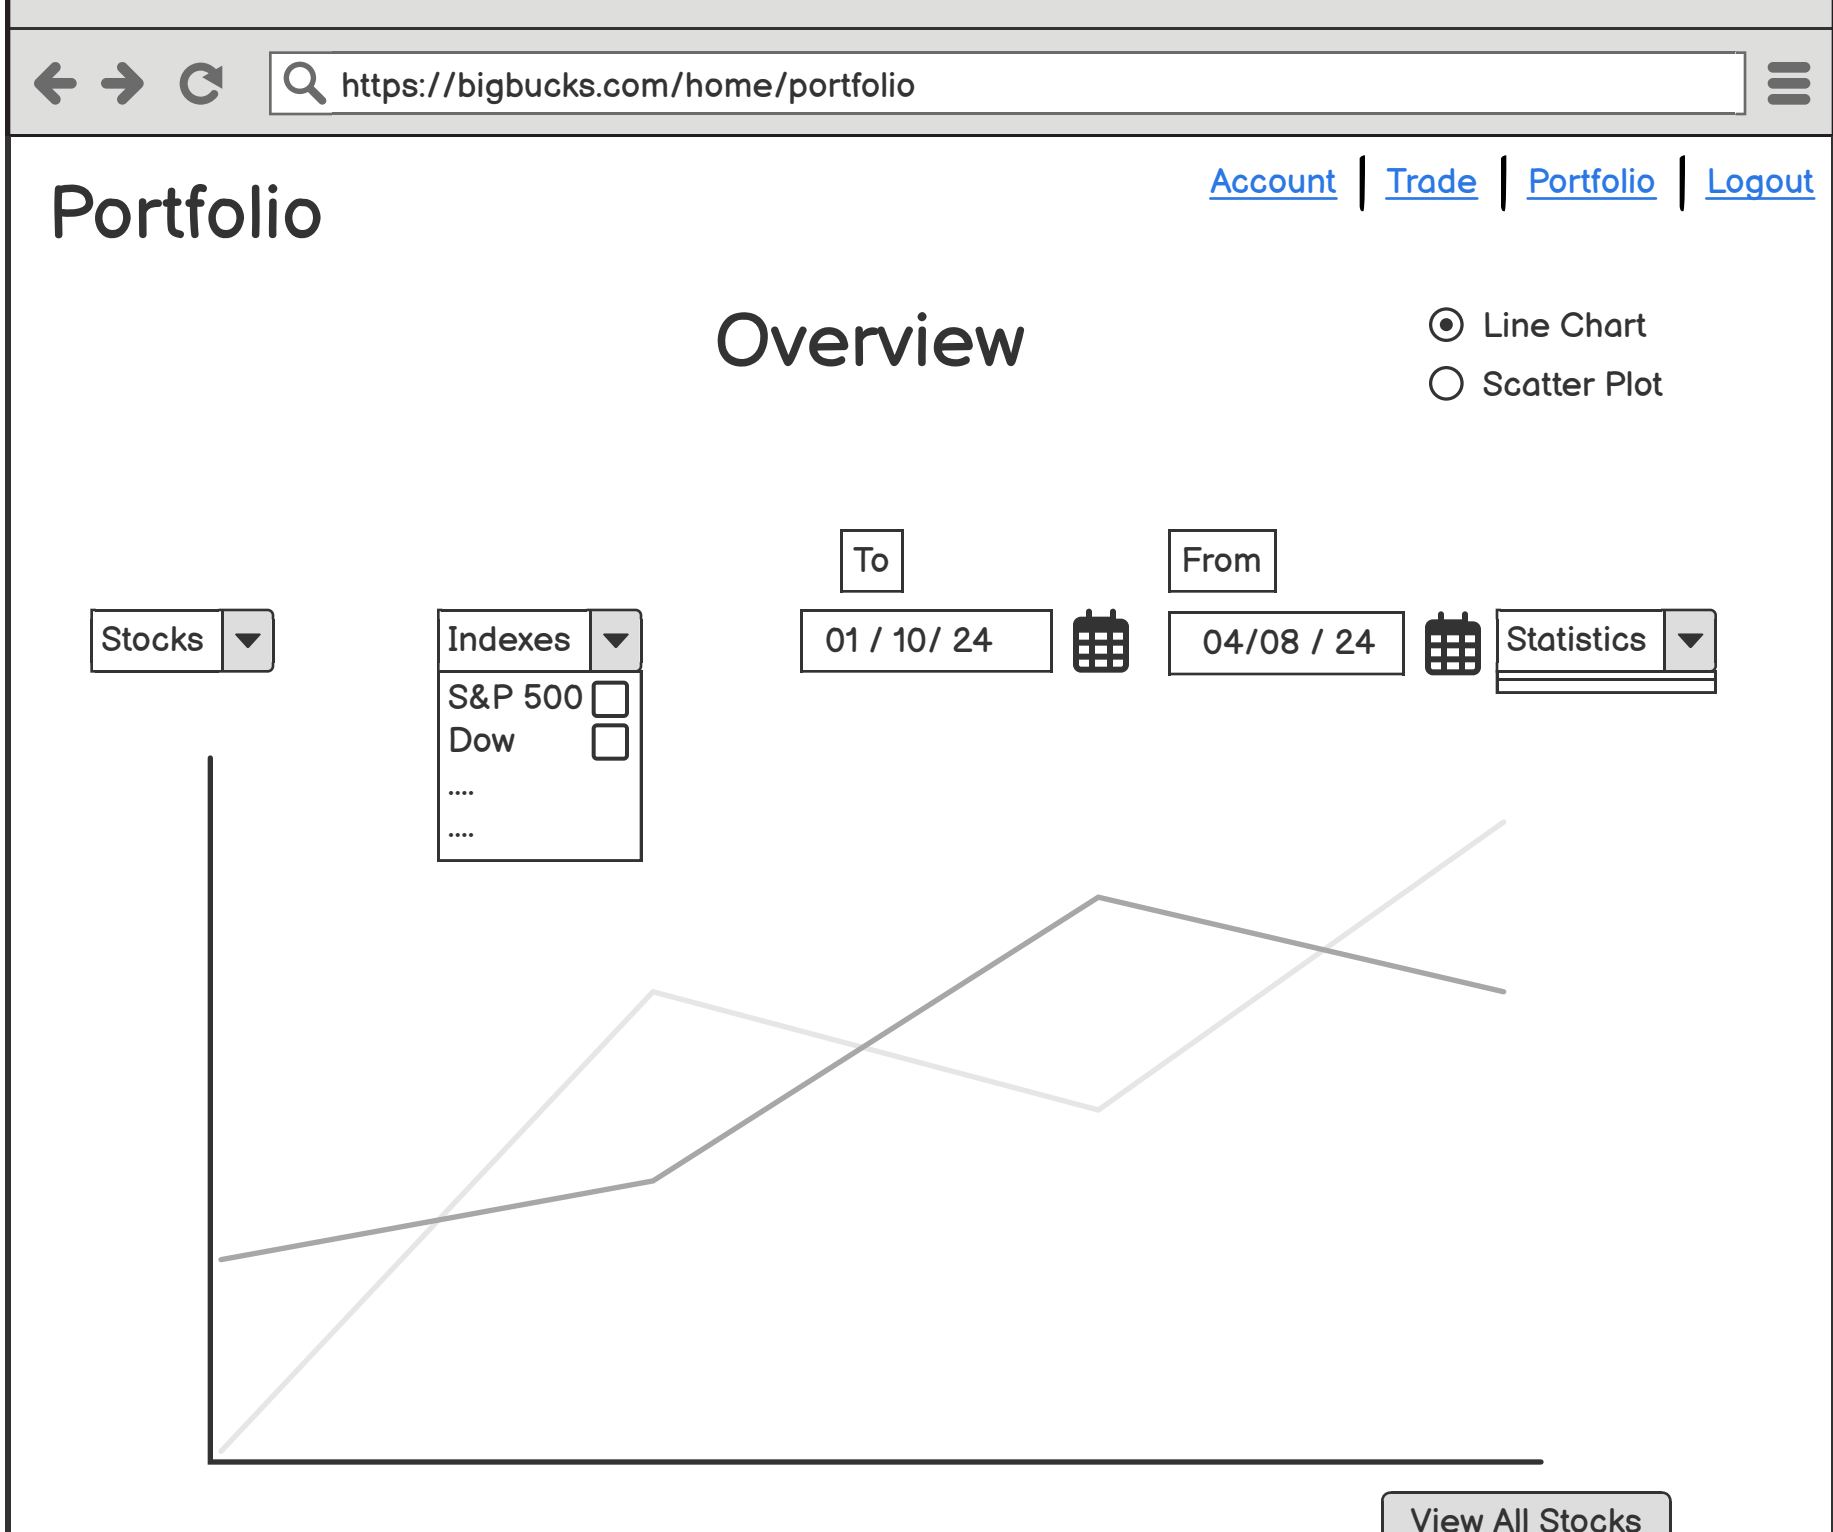 https://bigbucks.com/home/portfolio
Account Trade Portfolio Logout
Portfolio
Overview
Line Chart
Scatter Plot
To From
Stocks Indexes 01 / 10/ 24 04/08 / 24 Statistics
S&P 500
Dow
....
....
View All Stocks